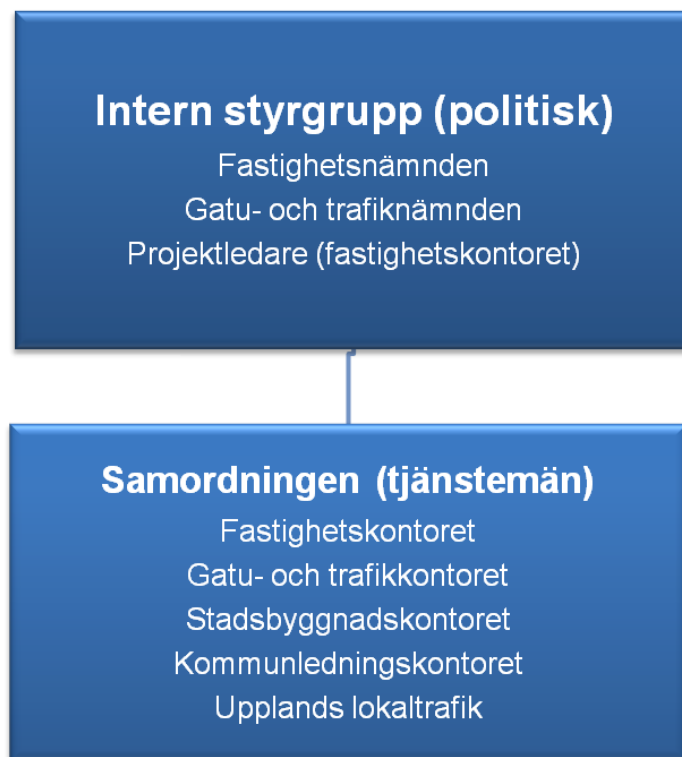 Intern styrgrupp (politisk)
Fastighetsnämnden
Gatu- och trafiknämnden
Projektledare (fastighetskontoret)
Samordningen (tjänstemän)
Fastighetskontoret
Gatu- och trafikkontoret
Stadsbyggnadskontoret
Kommunledningskontoret
Upplands lokaltrafik